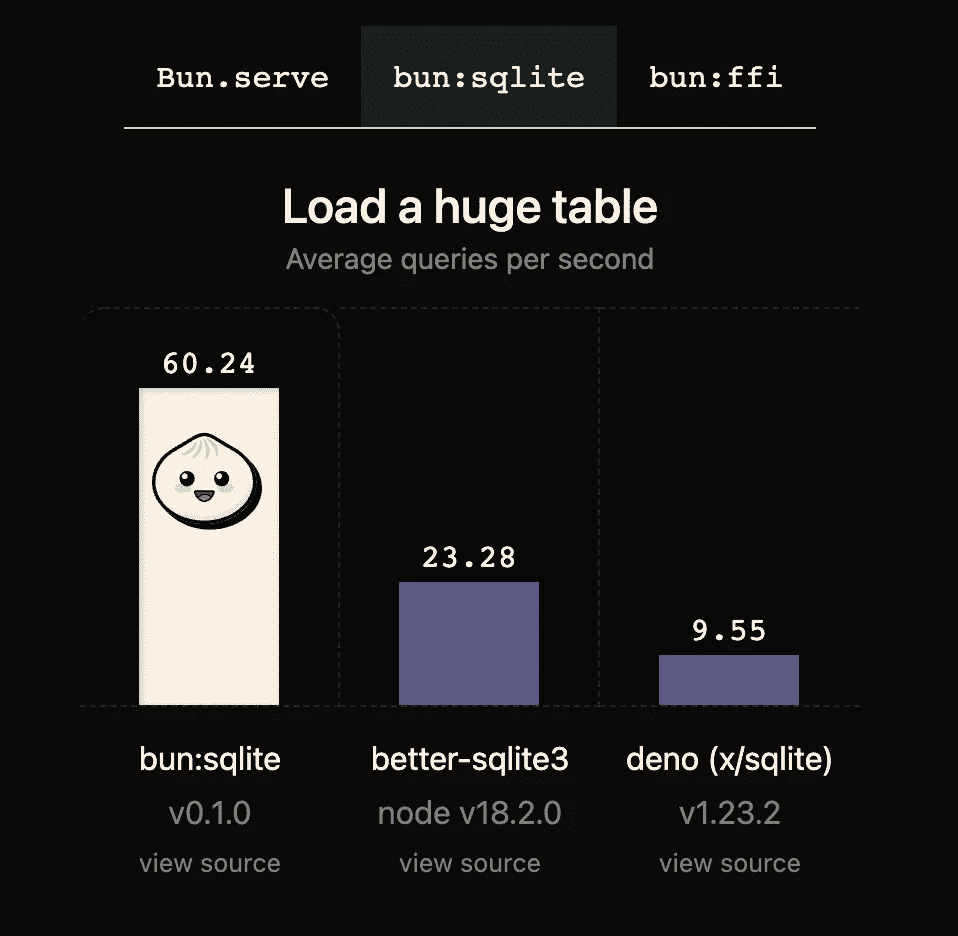 Bun.serve bun:sqlite bun:ffi
Load a huge table
Average queries per second
60.24
23.28
9.55
bun:sqlite better-sqlite3 deno (x/sqlite)
v0.1.0 node v18.2.0 v1.23.2
view source view source view source